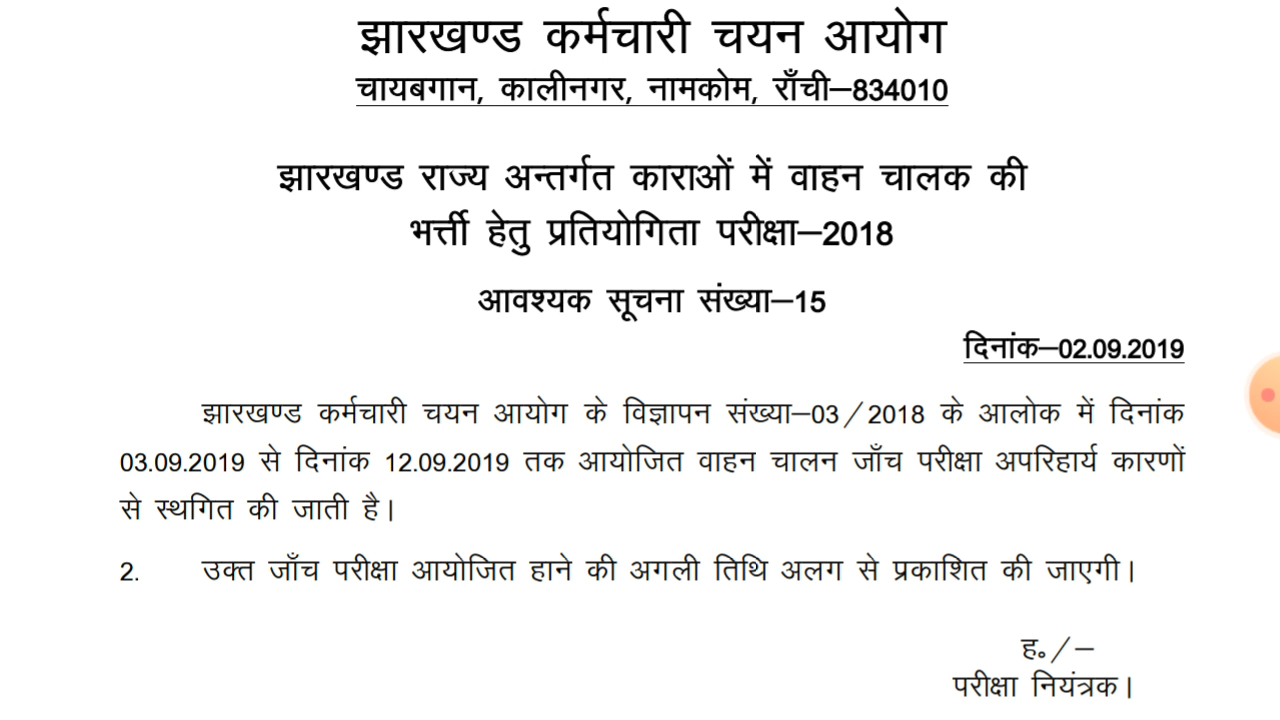 झारखण्ड कर्मचारी चयन आयोग
चायबगान, कालीनगर, नामकोम, राँची–834010
झारखण्ड राज्य अन्तर्गत काराओं में वाहन चालक की
भर्त्ती हेतु प्रतियोगिता परीक्षा–2018
आवश्यक सूचना संख्या–15
दिनांक–02.09.2019
झारखण्ड कर्मचारी चयन आयोग के विज्ञापन संख्या–03/2018 के आलोक में दिनांक
03.09.2019 से दिनांक 12.09.2019 तक आयोजित वाहन चालन जाँच परीक्षा अपरिहार्य कारणों
से स्थगित की जाती है।
2. उक्त जाँच परीक्षा आयोजित हाने की अगली तिथि अलग से प्रकाशित की जाएगी।
ह०/–
परीक्षा नियंत्रक।